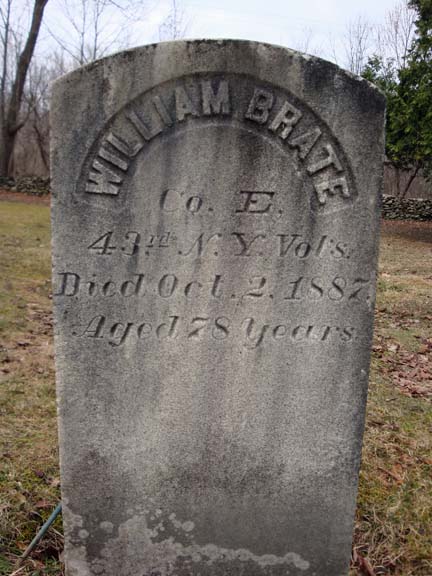 WILLIAM BRATE
Co. E.
43rd N.Y. Vols.
Died Oct. 2, 1887,
Aged 78 Years.